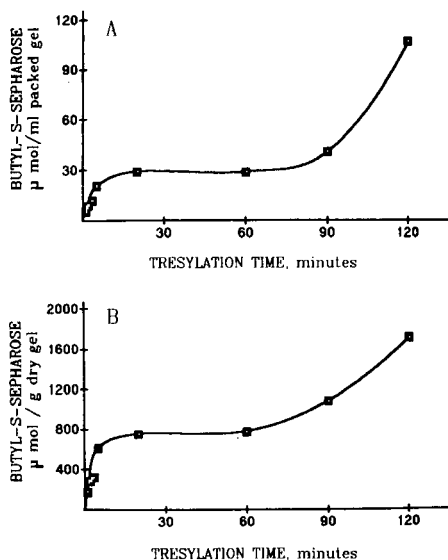 A
BUTYL-S-SEPHAROSE
µ mol/ml packed gel
120
90
60
30
30
60
90
120
TRESYLATION TIME, minutes
B
BUTYL-S-SEPHAROSE
µ mol / g dry gel
2000
1600
1200
800
400
30
60
90
120
TRESYLATION TIME, minutes